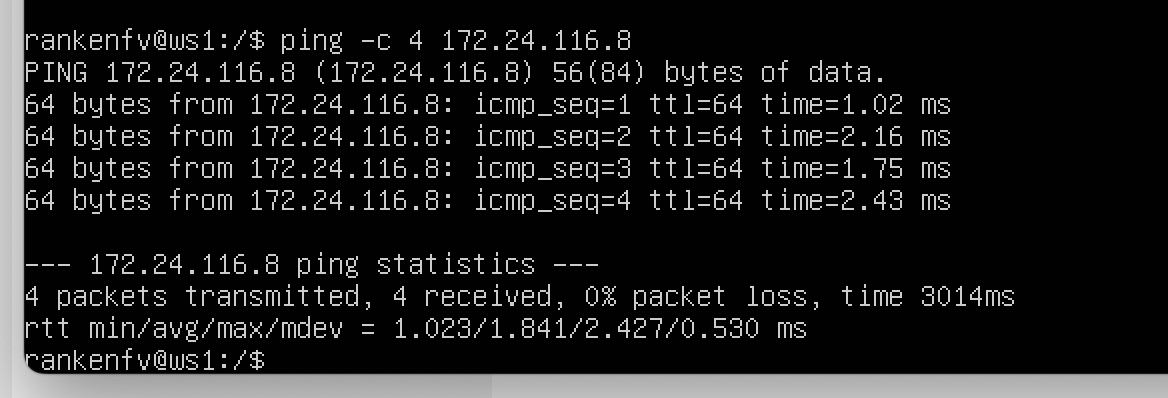 rankenfv@ws1:/$ ping -c 4 172.24.116.8
PING 172.24.116.8 (172.24.116.8) 56(84) bytes of data.
64 bytes from 172.24.116.8: icmp_seq=1 ttl=64 time=1.02 ms
64 bytes from 172.24.116.8: icmp_seq=2 ttl=64 time=2.16 ms
64 bytes from 172.24.116.8: icmp_seq=3 ttl=64 time=1.75 ms
64 bytes from 172.24.116.8: icmp_seq=4 ttl=64 time=2.43 ms
--- 172.24.116.8 ping statistics ---
4 packets transmitted, 4 received, 0% packet loss, time 3014ms
rtt min/avg/max/mdev = 1.023/1.841/2.427/0.530 ms
rankenfv@ws1:/$